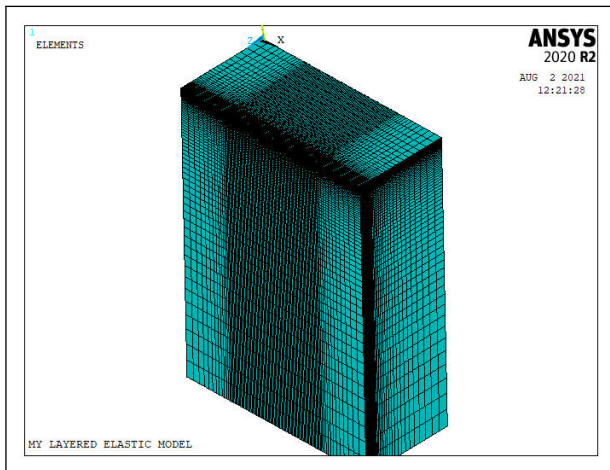 1
ELEMENTS
Z X
ANSYS
2020 R2
AUG 2 2021
12:21:28
MY LAYERED ELASTIC MODEL